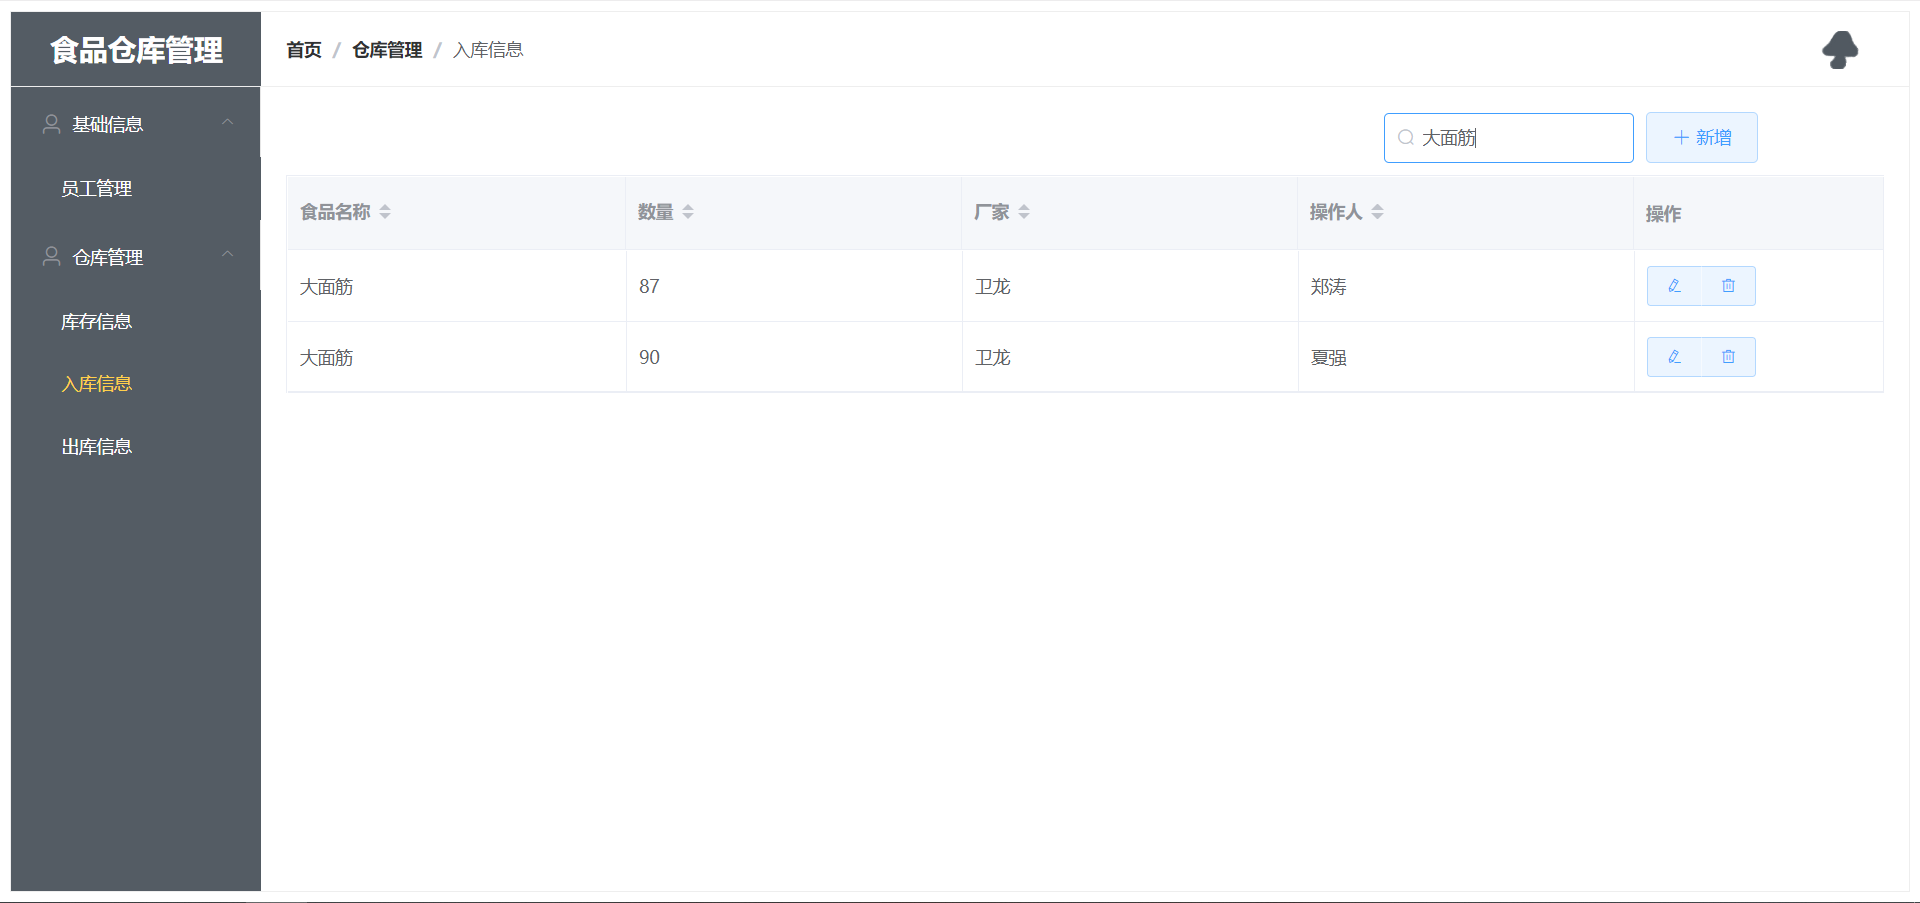 食品仓库管理
首页 / 仓库管理 / 入库信息
基础信息
员工管理
仓库管理
库存信息
入库信息
出库信息
大面筋
新增
食品名称 数量 厂家 操作人 操作
大面筋 87 卫龙 郑涛
大面筋 90 卫龙 夏强